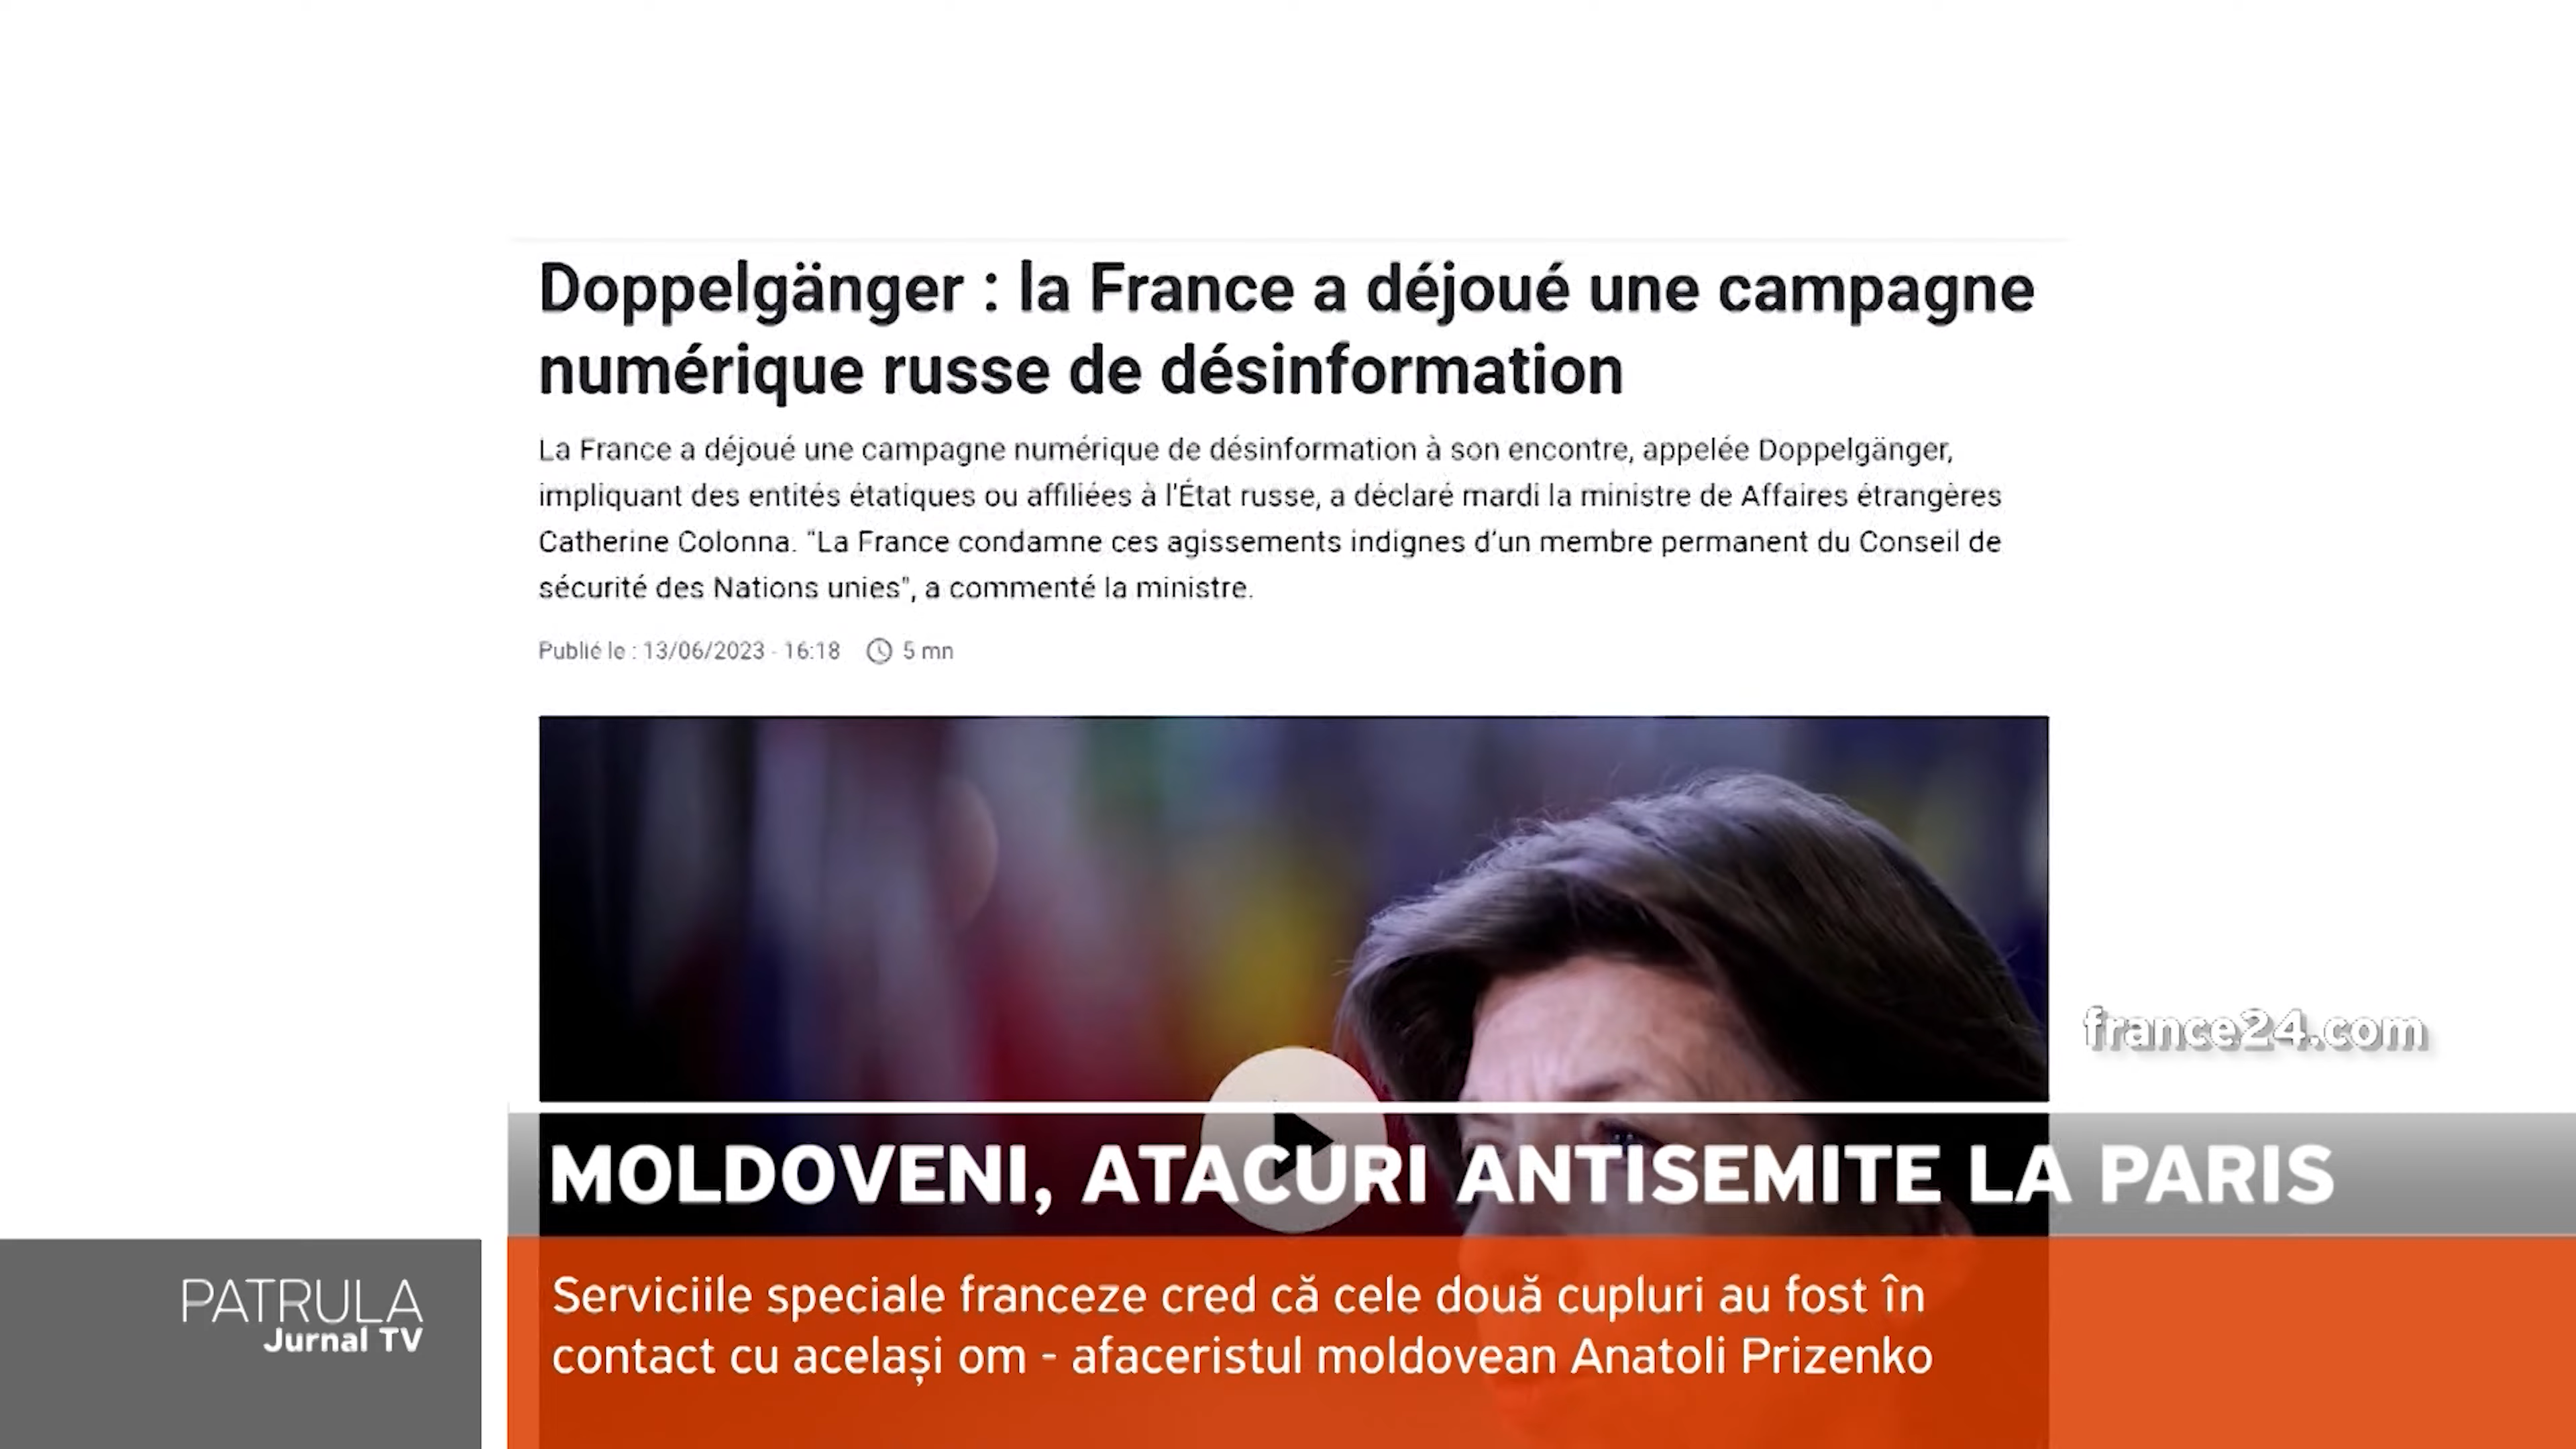 Doppelgänger : la France a déjoué une campagne
numérique russe de désinformation
La France a déjoué une campagne numérique de désinformation à son encontre, appelée Doppelgänger,
impliquant des entités étatiques ou affiliées à l'État russe, a déclaré mardi la ministre de Affaires étrangères
Catherine Colonna. "La France condamne ces agissements indignes d'un membre permanent du Conseil de
sécurité des Nations unies", a commenté la ministre.
Publié le : 13/06/2023 - 16:18 5 mn
france24.com
MOLDOVENI, ATACURI ANTISEMITE LA PARIS
PATRULA
Jurnal TV
Serviciile speciale franceze cred că cele două cupluri au fost în
contact cu același om - afaceristul moldovean Anatoli Prizenko